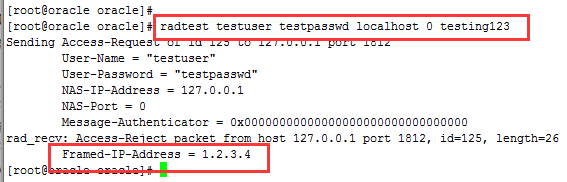 [root@oracle oracle]#
[root@oracle oracle]# radtest testuser testpasswd localhost 0 testing123
Sending Access-Request of id 125 to 127.0.0.1 port 1812
User-Name = "testuser"
User-Password = "testpasswd"
NAS-IP-Address = 127.0.0.1
NAS-Port = 0
Message-Authenticator = 0x00000000000000000000000000000000
rad_recv: Access-Reject packet from host 127.0.0.1 port 1812, id=125, length=26
Framed-IP-Address = 1.2.3.4
[root@oracle oracle]#